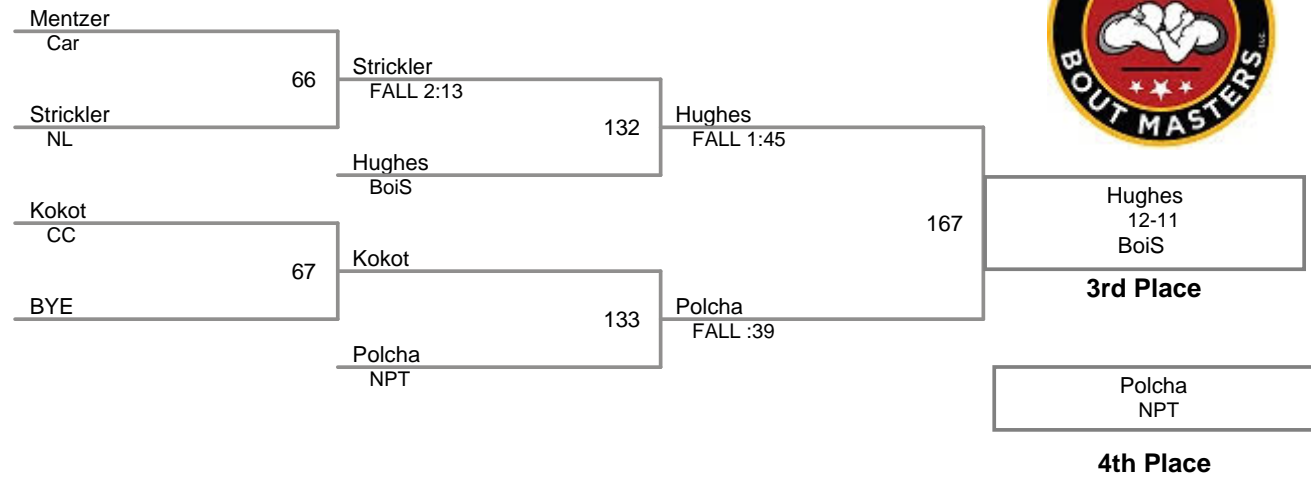 Mentzer
Car
66
Strickler
NL
Strickler
FALL 2:13
132
Hughes
BoiS
Kokot
CC
67
BYE
Kokot
133
Polcha
NPT
Hughes
FALL 1:45
167
Polcha
FALL :39
Hughes
12-11
BoiS
3rd Place
Polcha
NPT
4th Place
BOUT MASTERS